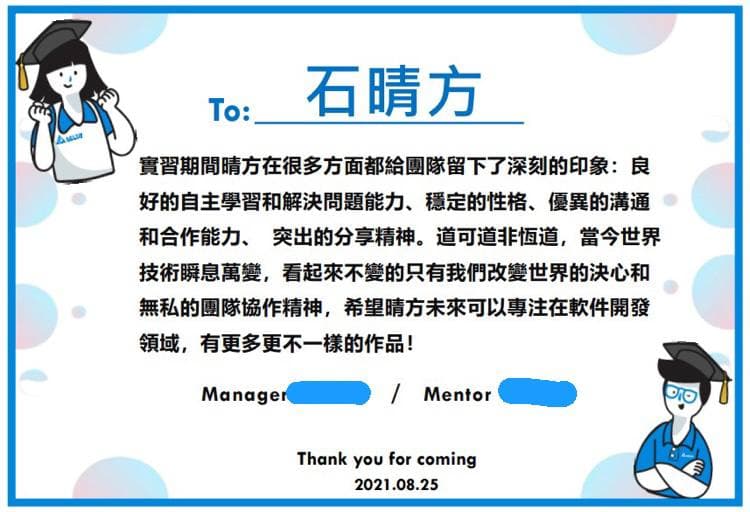 To: 石晴方
實習期間晴方在很多方面都給團隊留下了深刻的印象：良
好的自主學習和解決問題能力、穩定的性格、優異的溝通
和合作能力、 突出的分享精神。道可道非恆道，當今世界
技術瞬息萬變，看起來不變的只有我們改變世界的決心和
無私的團隊協作精神，希望晴方未來可以專注在軟件開發
領域，有更多更不一樣的作品！
Manager / Mentor
Thank you for coming
2021.08.25